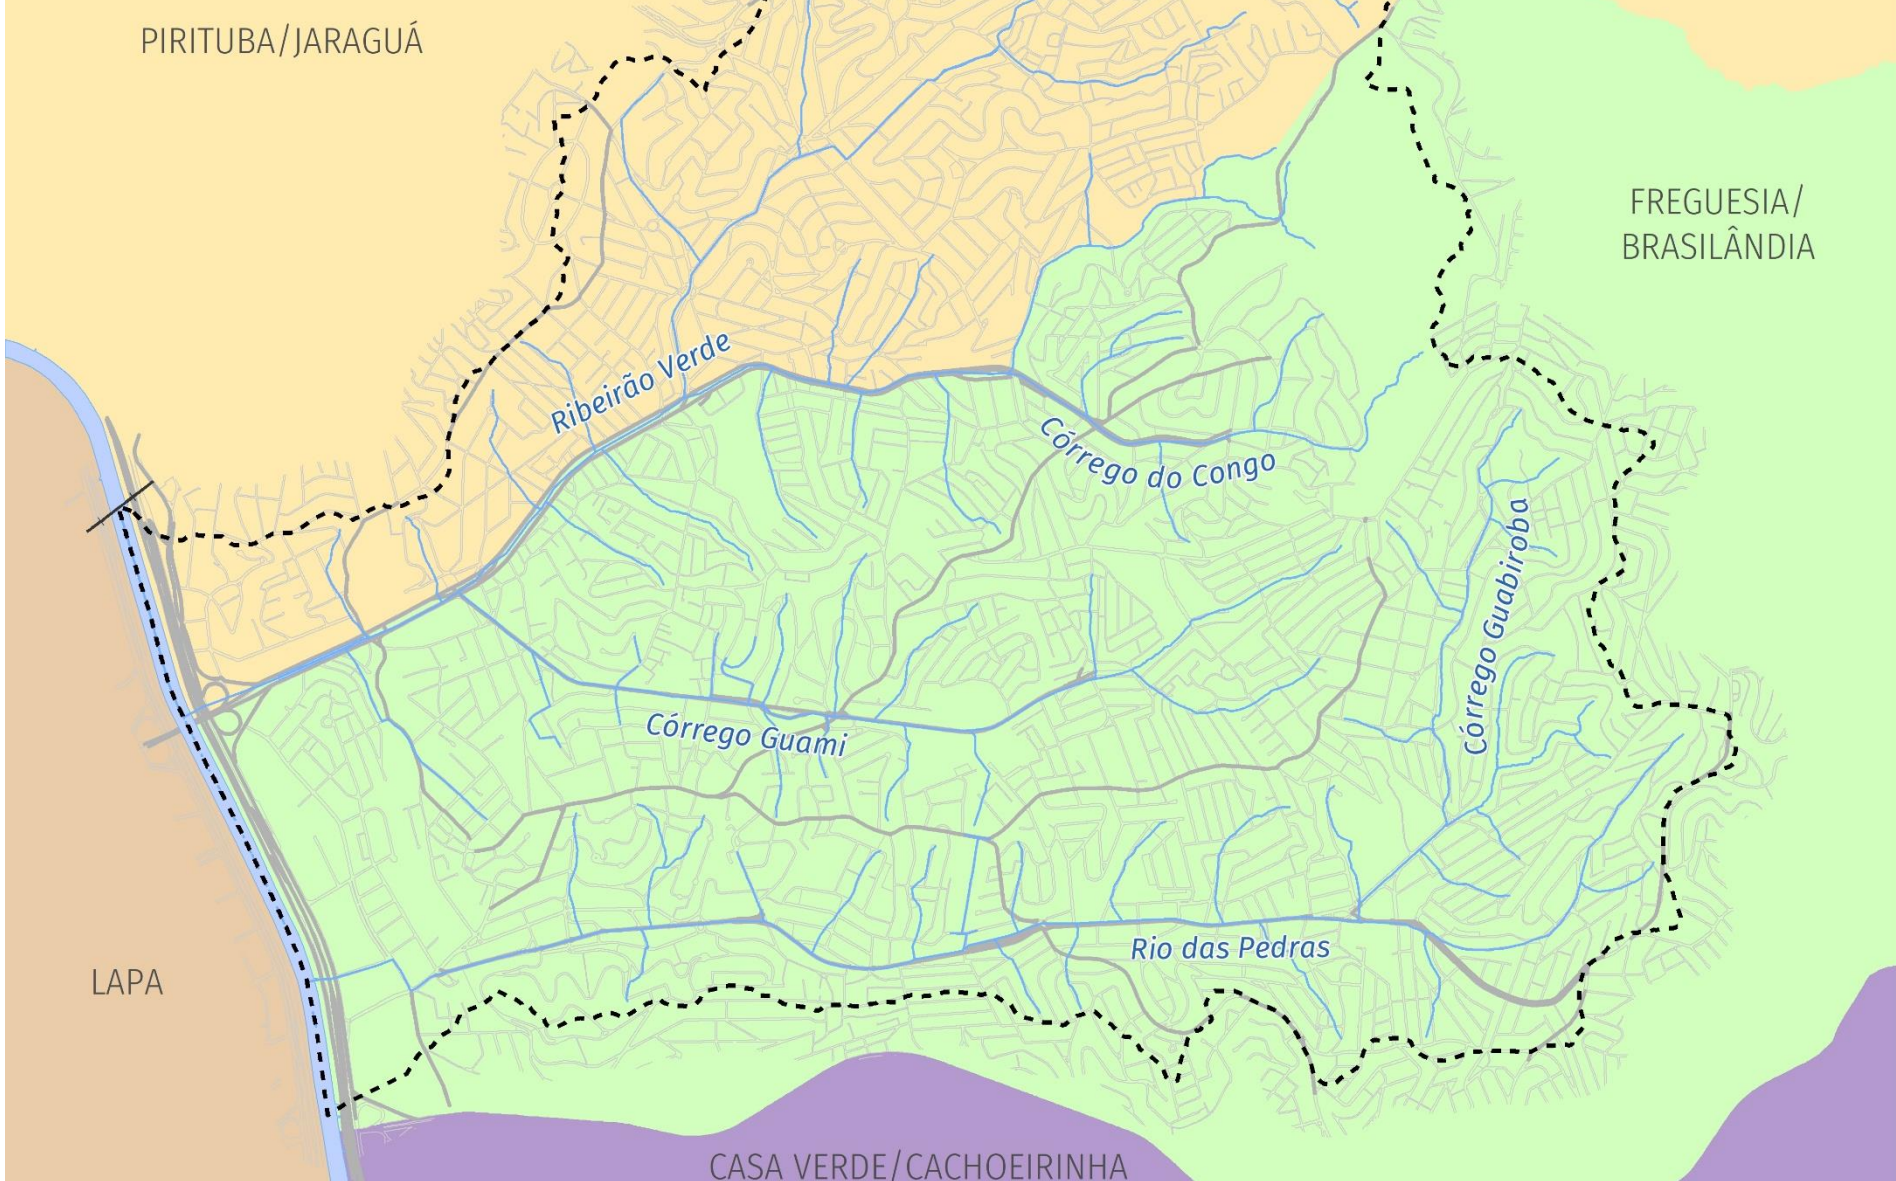 PIRITUBA/JARAGUÁ
FREGUESIA/
BRASILÂNDIA
Ribeirão Verde
Córrego do Congo
Córrego Guabiroba
Córrego Guami
Rio das Pedras
LAPA
CASA VERDE/CACHOEIRINHA